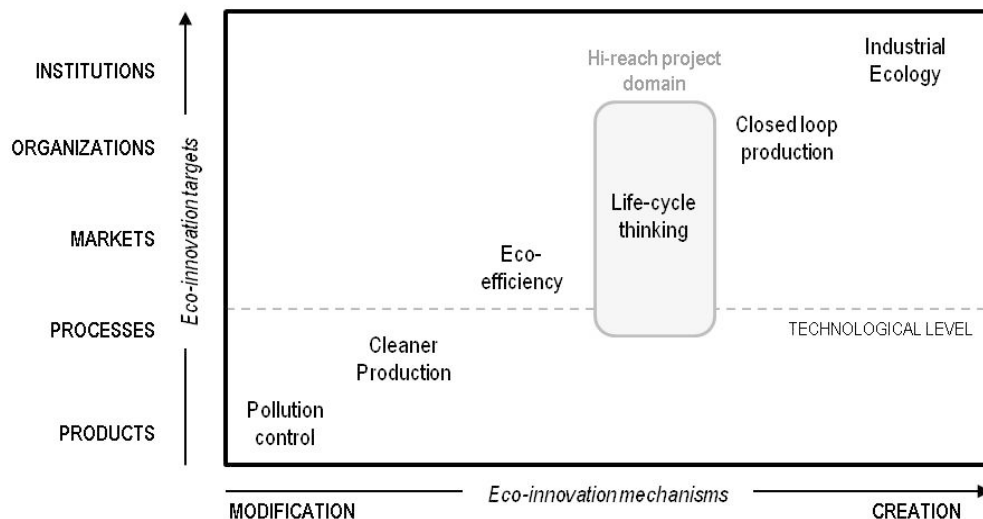 INSTITUTIONS
ORGANIZATIONS
MARKETS
PROCESSES
PRODUCTS
Eco-innovation targets
Hi-reach project
domain
Industrial
Ecology
Closed loop
production
Life-cycle
thinking
Eco-
efficiency
TECHNOLOGICAL LEVEL
Cleaner
Production
Pollution
control
Eco-innovation mechanisms
MODIFICATION
CREATION